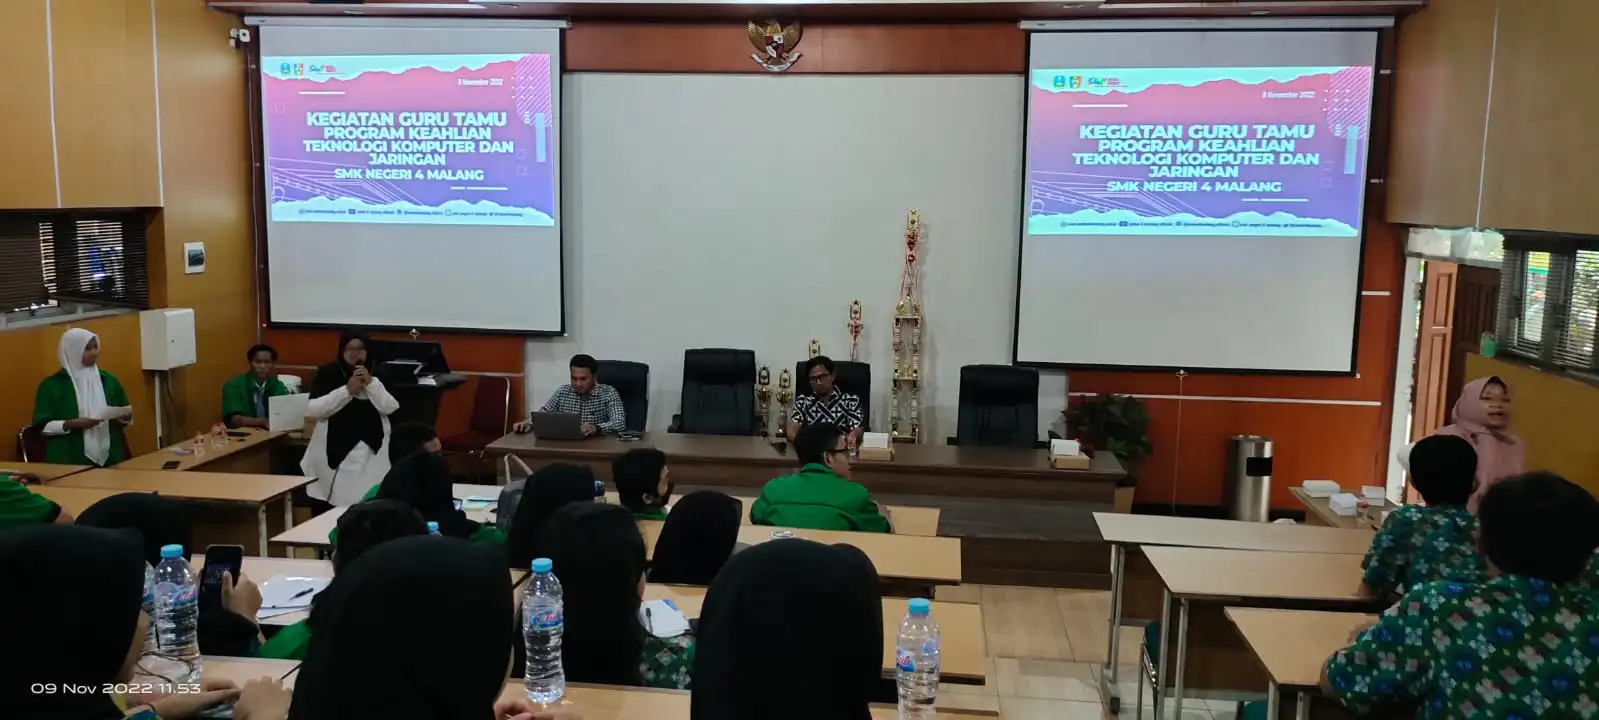 9 November 2022
KEGIATAN GURU TAMU
PROGRAM KEAHLIAN
TEKNOLOGI KOMPUTER DAN
JARINGAN
SMK NEGERI 4 MALANG
9 November 2022
KEGIATAN GURU TAMU
PROGRAM KEAHLIAN
TEKNOLOGI KOMPUTER DAN
JARINGAN
SMK NEGERI 4 MALANG
09 Nov 2022 11.53